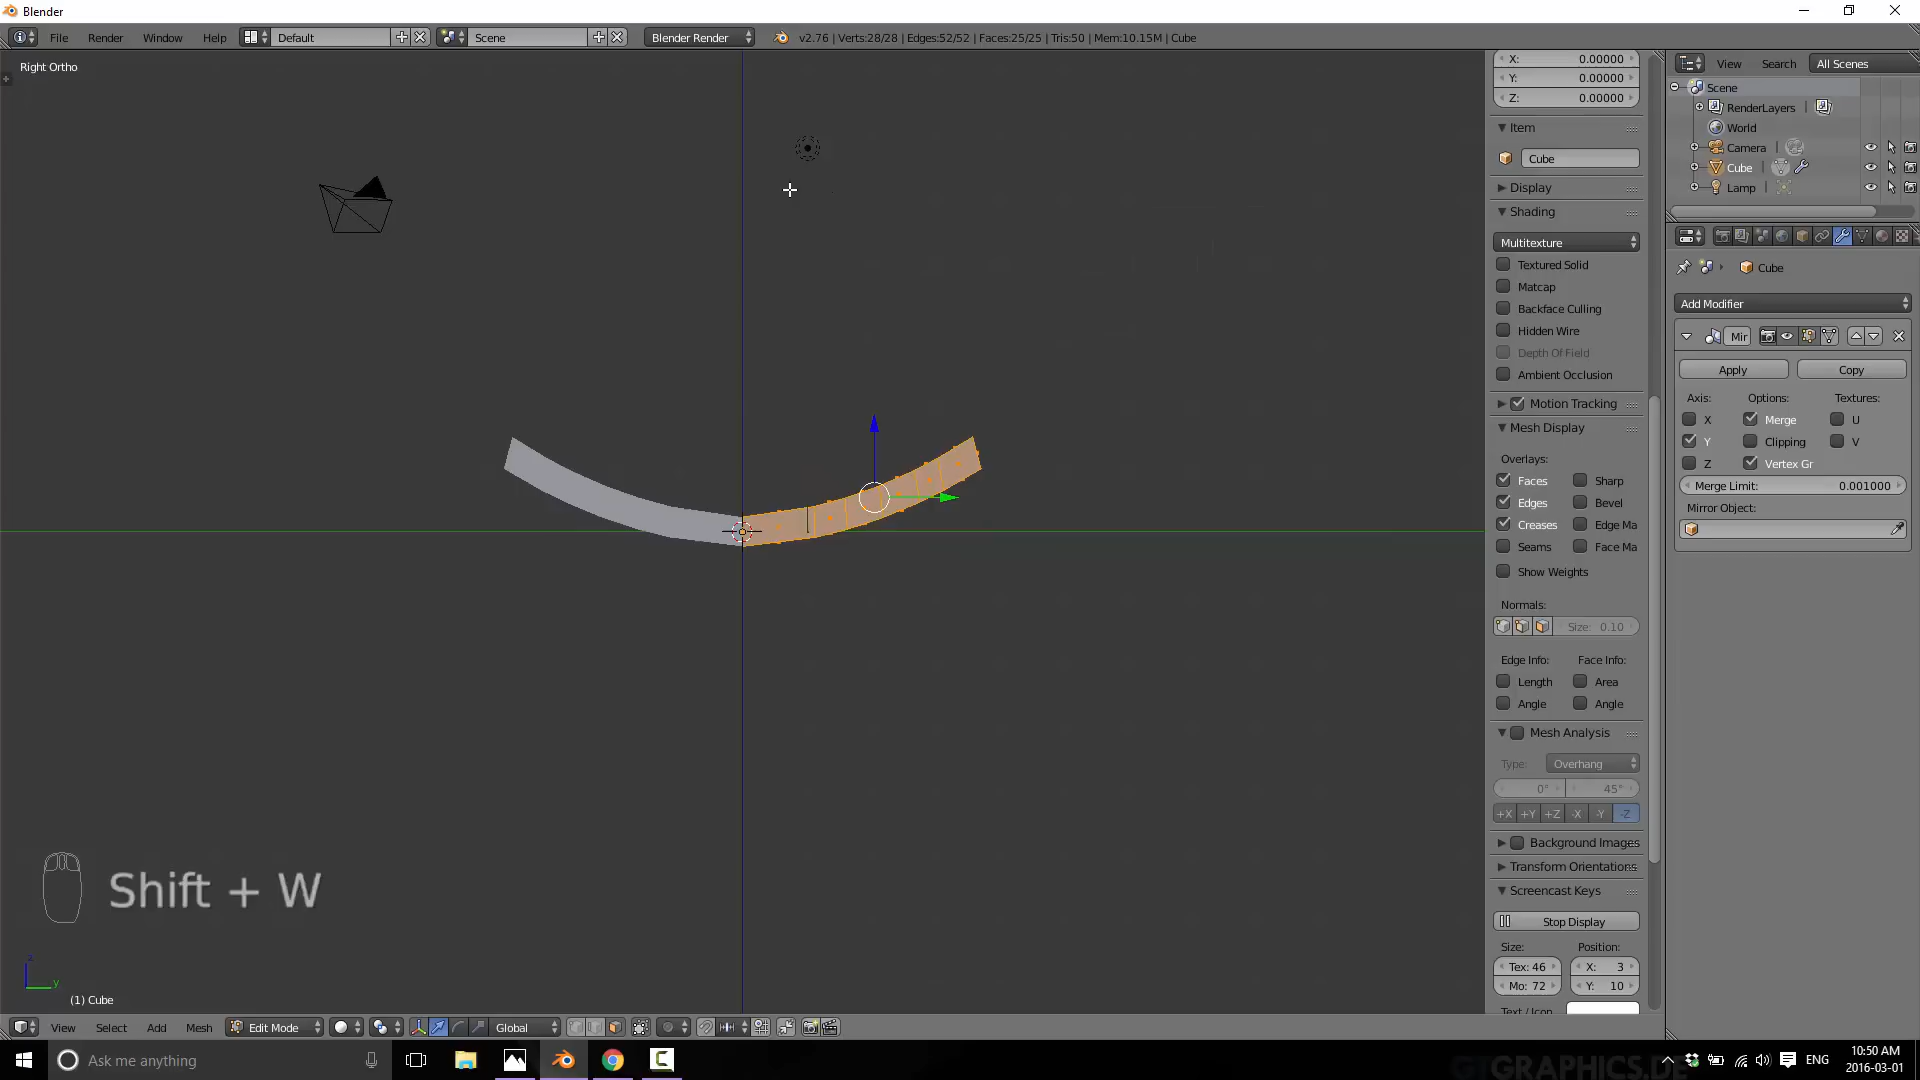 Blender
File Render Window Help Default Scene Blender Render v2.76 | Verts:28/28 | Edges:52/52 | Faces:25/25 | Tris:50 | Mem:10.15M | Cube
Right Ortho
X: 0.00000
Y: 0.00000
Z: 0.00000
Item
Cube
Display
Shading
Multitexture
Textured Solid
Matcap
Backface Culling
Hidden Wire
Depth Of Field
Ambient Occlusion
Motion Tracking
Mesh Display
Overlays:
Faces Sharp
Edges Bevel
Creases Edge Ma
Seams Face Ma
Show Weights
Normals:
Size: 0.10
Edge Info: Face Info:
Length Area
Angle Angle
Mesh Analysis
Type: Overhang
0° 45°
+X +Y +Z -X -Y -Z
Background Images
Transform Orientations
Screencast Keys
Stop Display
Size: Position:
Tex: 46 X: 3
Mo: 72 Y: 10
Text / Icon
View Search All Scenes
Scene
RenderLayers
World
Camera
Cube
Lamp
Cube
Add Modifier
Mir
Apply Copy
Axis: Options: Textures:
X Merge U
Y Clipping V
Z Vertex Gr
Merge Limit: 0.001000
Mirror Object:
Shift + W
z
y
(1) Cube
View Select Add Mesh Edit Mode Global
Ask me anything
GTGRAPHICS.DE
ENG
10:50 AM
2016-03-01